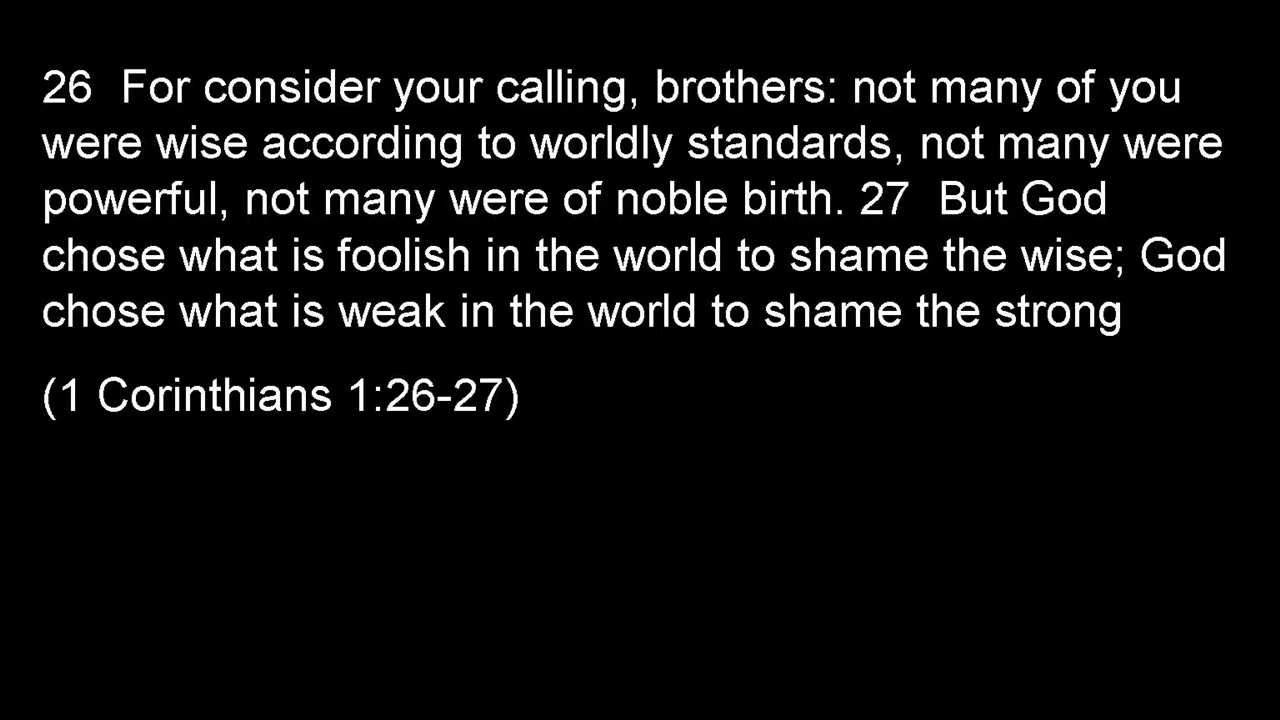 26  For consider your calling, brothers: not many of you
were wise according to worldly standards, not many were
powerful, not many were of noble birth. 27  But God
chose what is foolish in the world to shame the wise; God
chose what is weak in the world to shame the strong
(1 Corinthians 1:26-27)